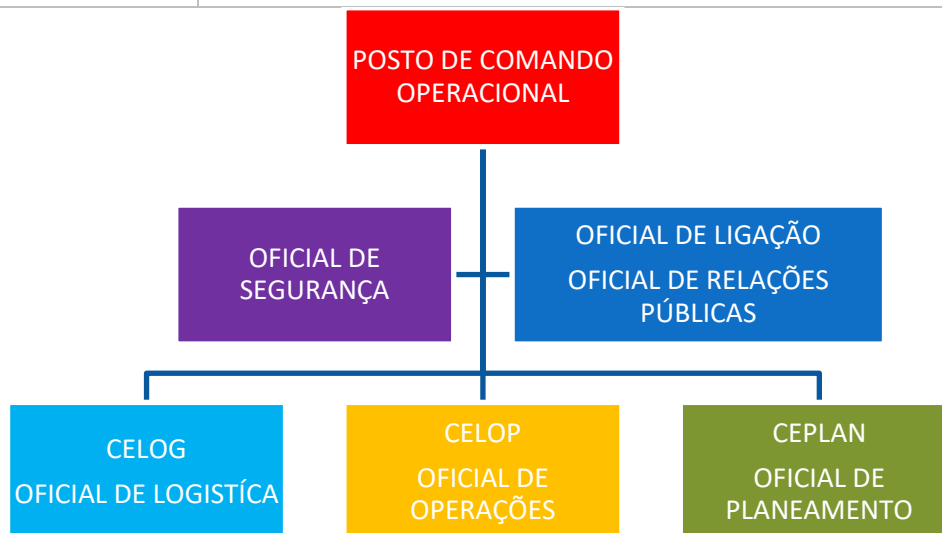 POSTO DE COMANDO
OPERACIONAL
OFICIAL DE
SEGURANÇA
OFICIAL DE LIGAÇÃO
OFICIAL DE RELAÇÕES
PÚBLICAS
CELOG
OFICIAL DE LOGISTÍCA
CELOP
OFICIAL DE
OPERAÇÕES
CEPLAN
OFICIAL DE
PLANEAMENTO